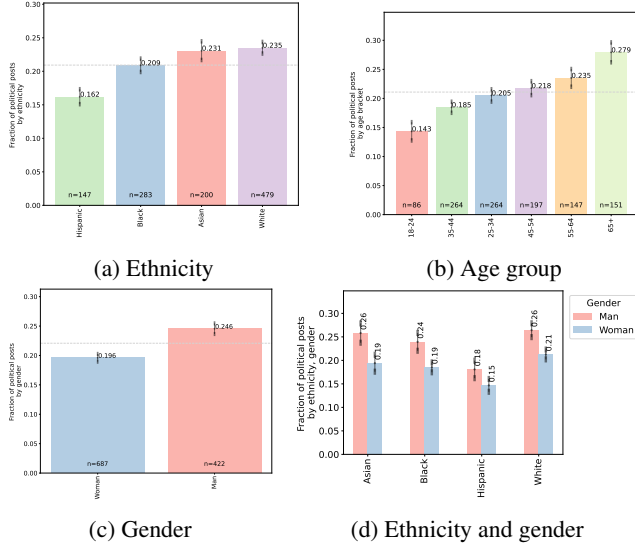 Fraction of political posts
by ethnicity
0.30
0.25
0.20
0.15
0.10
0.05
0.00
0.162
0.209
0.231
0.235
n=147
n=283
n=200
n=479
Hispanic
Black
Asian
White
(a) Ethnicity
Fraction of political posts
by age bracket
0.30
0.25
0.20
0.15
0.10
0.05
0.00
0.143
0.185
0.205
0.218
0.235
0.279
n=86
n=264
n=264
n=197
n=147
n=151
18-24
35-44
25-34
45-54
55-64
65+
(b) Age group
Fraction of political posts
by gender
0.30
0.25
0.20
0.15
0.10
0.05
0.00
0.196
0.246
n=687
n=422
Woman
Man
(c) Gender
Fraction of political posts
by ethnicity, gender
0.30
0.25
0.20
0.15
0.10
0.05
0.00
0.26
0.19
0.24
0.19
0.18
0.15
0.26
0.21
Asian
Black
Hispanic
White
Gender
Man
Woman
(d) Ethnicity and gender